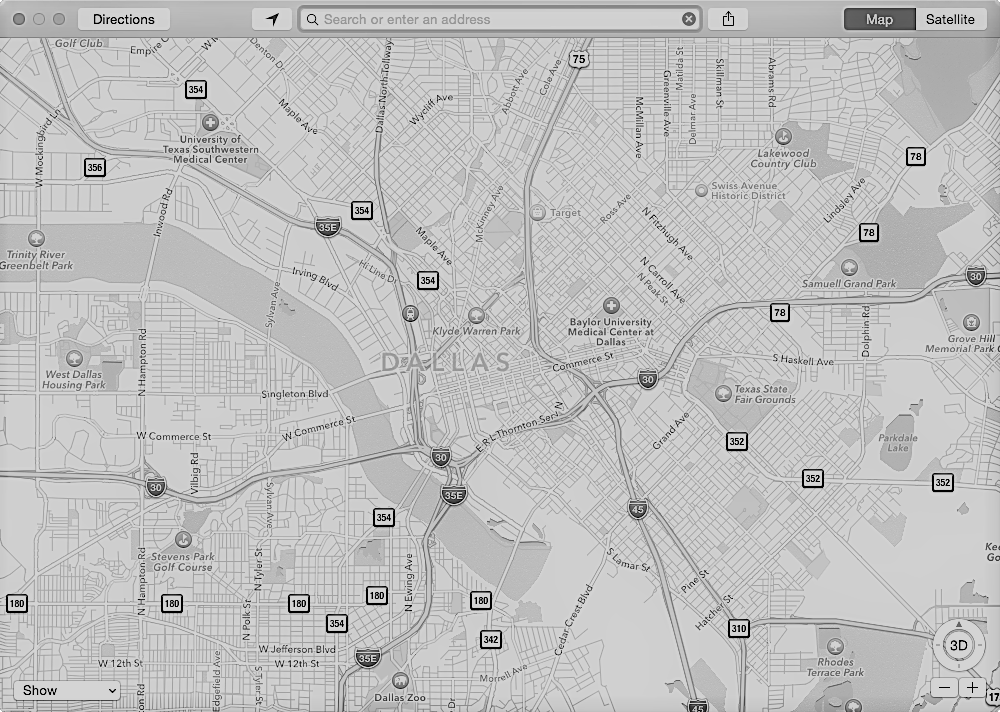 Directions
Search or enter an address
Map
Satellite
Golf Club
Empire C
Denton Dr
75
Dallas North Tollway
Abbott Ave
Cole Ave
Matilda St
Skillman St
Abrams Rd
Greenville Ave
354
Maple Ave
Wycliff Ave
McMillan Ave
Delmar Ave
W Mockingbird Ln
University of
Texas Southwestern
Medical Center
Lakewood
Country Club
78
356
Inwood Rd
Swiss Avenue
Historic District
Lindsley Ave
354
McKinney Ave
Target
Ross Ave
35E
N Fitzhugh Ave
78
Maple Ave
Trinity River
Greenbelt Park
Hi Line Dr
Irving Blvd
354
N Carroll Ave
N Peak St
Samuell Grand Park
30
Sylvan Ave
Klyde Warren Park
Baylor University
Medical Center at
Dallas
78
Dolphin Rd
Grove Hill
Memorial Park C
N Hampton Rd
DALLAS
Commerce St
S Haskell Ave
West Dallas
Housing Park
30
Singleton Blvd
Texas State
Fair Grounds
W Commerce St
W Commerce St
E R L Thornton Serv N
Grand Ave
352
Parkdale
Lake
30
Vilbig Rd
30
35E
352
352
Sylvan Ave
354
45
Stevens Park
Golf Course
N Tyler St
S Lamar St
N Hampton Rd
N Ewing Ave
Pine St
180
180
180
180
180
Cedar Crest Blvd
Hatcher St
N Polk St
354
342
310
3D
W Jefferson Blvd
W 12th St
W 12th St
35E
Rhodes
Terrace Park
Edgefield Ave
Morrell Ave
Show
Dallas Zoo
45
17